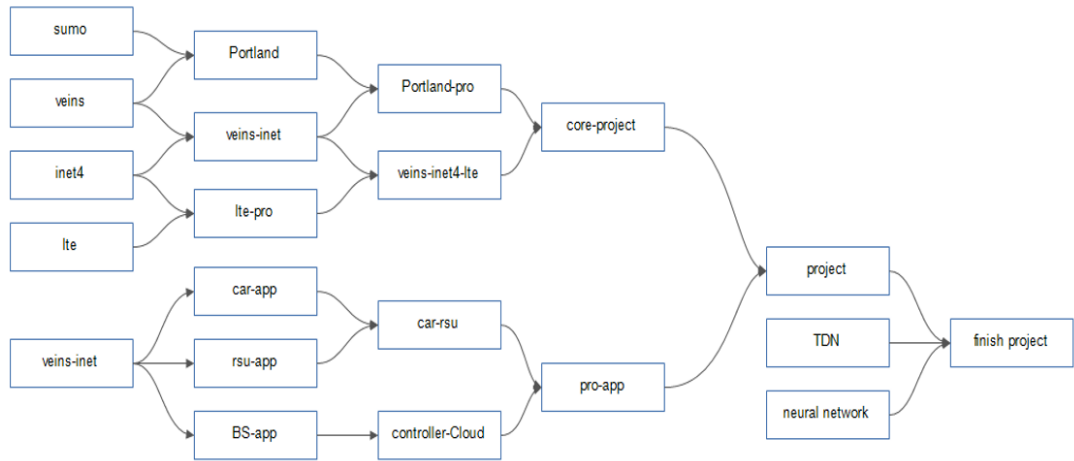 sumo
Portland
veins
Portland-pro
veins-inet
core-project
inet4
veins-inet4-lte
lte-pro
lte
car-app
project
car-rsu
rsu-app
veins-inet
TDN
finish project
pro-app
BS-app
controller-Cloud
neural network